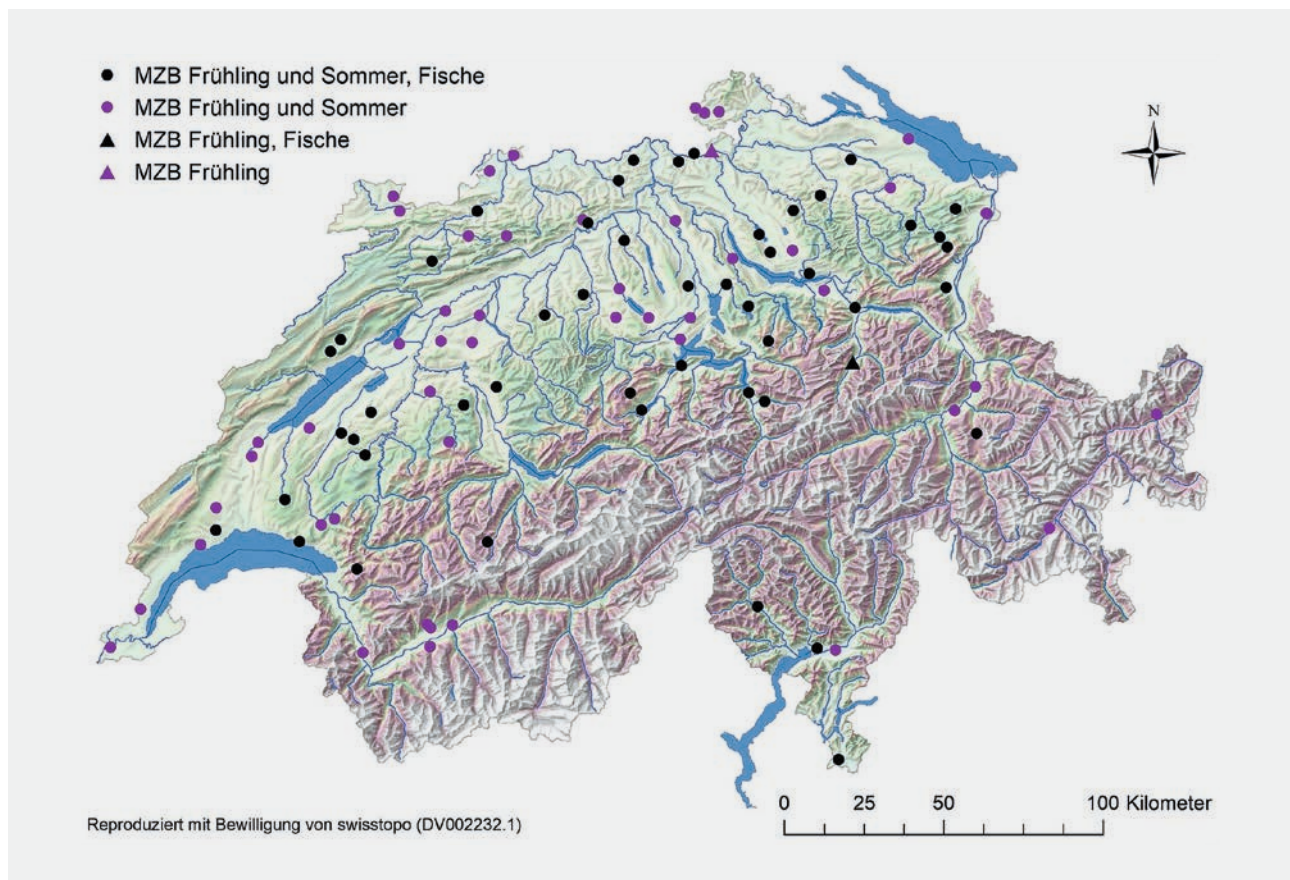 MZB Frühling und Sommer, Fische
MZB Frühling und Sommer
MZB Frühling, Fische
MZB Frühling
N
0 25 50 100 Kilometer
Reproduziert mit Bewilligung von swisstopo (DV002232.1)